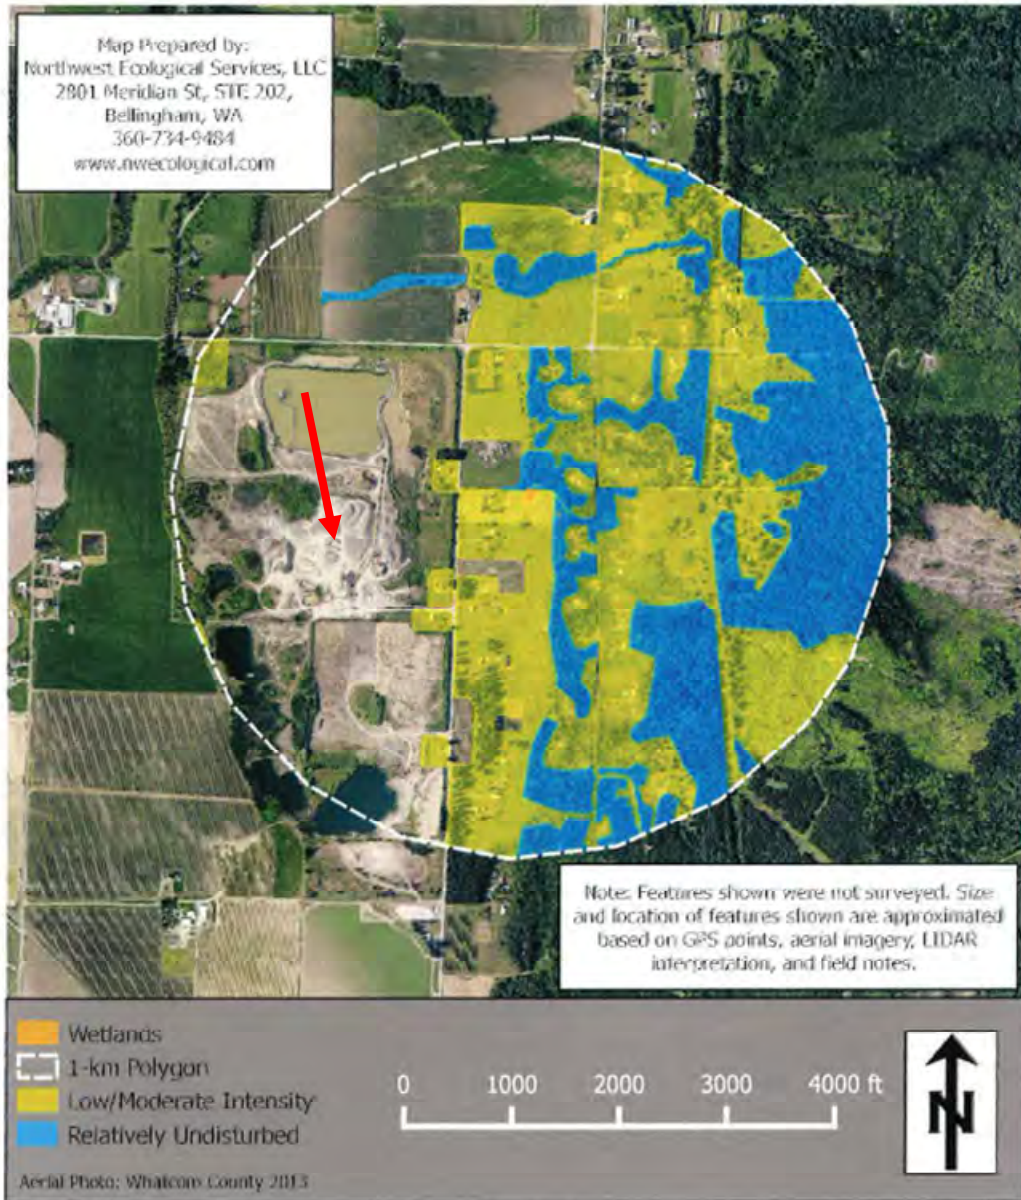 Map Prepared by:
Northwest Ecological Services, LLC
2801 Meridian St, STE 202,
Bellingham, WA
360-734-9484
www.nwecological.com
Note: Features shown were not surveyed. Size
and location of features shown are approximated
based on GPS points, aerial imagery, LIDAR
interpretation, and field notes.
Wetlands
1-km Polygon
Low/Moderate Intensity
Relatively Undisturbed
0 1000 2000 3000 4000 ft
N
Aerial Photo: Whatcom County 2013